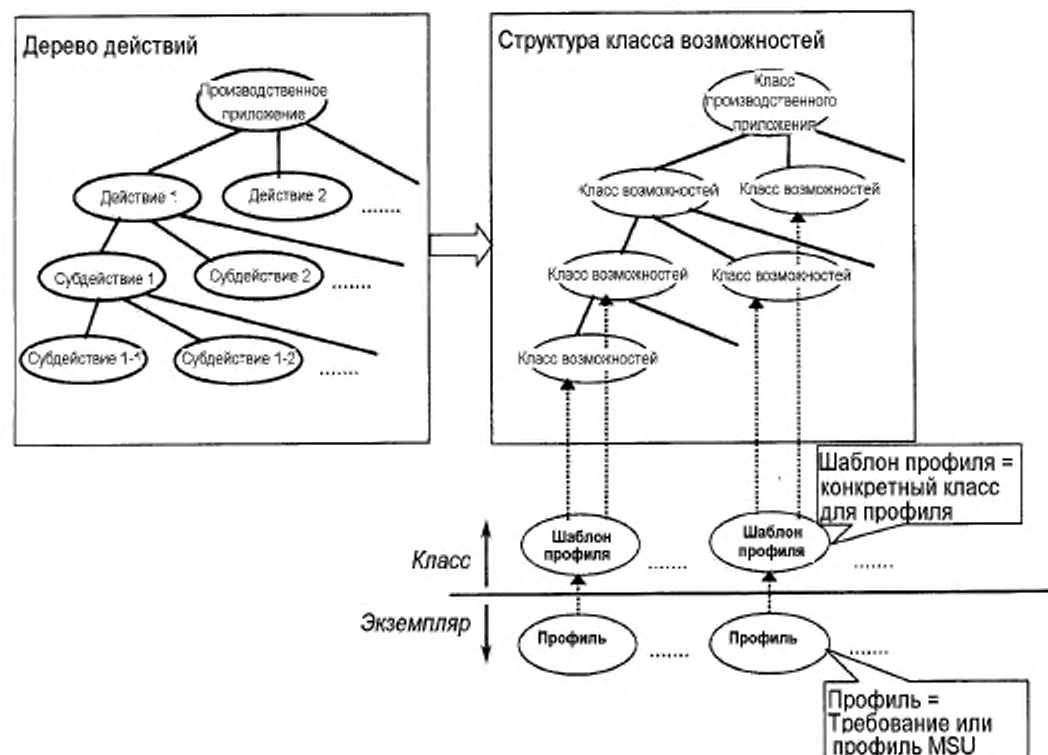 Дерево действий
Производственное
приложение
Действие 1
Действие 2
........
Субдействие 1
Субдействие 2
........
Субдействие 1-1
Субдействие 1-2
........
Структура класса возможностей
Класс
производственного
приложения
Класс возможностей
Класс возможностей
Класс возможностей
Класс возможностей
Класс возможностей
Шаблон профиля =
конкретный класс
для профиля
Класс
Шаблон
профиля
........
Шаблон
профиля
........
Экземпляр
Профиль
........
Профиль
........
Профиль =
Требование или
профиль MSU